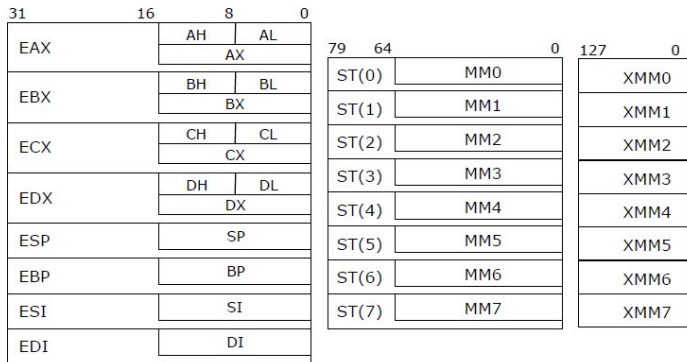 31 16 8 0
EAX AH AL
AX
EBX BH BL
BX
ECX CH CL
CX
EDX DH DL
DX
ESP SP
EBP BP
ESI SI
EDI DI
79 64 0
ST(0) MM0
ST(1) MM1
ST(2) MM2
ST(3) MM3
ST(4) MM4
ST(5) MM5
ST(6) MM6
ST(7) MM7
127 0
XMM0
XMM1
XMM2
XMM3
XMM4
XMM5
XMM6
XMM7